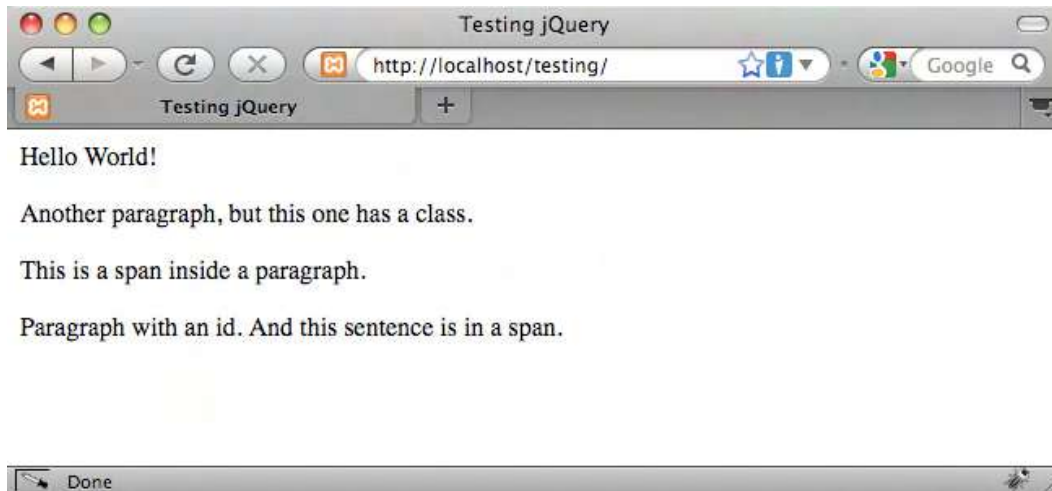 Testing jQuery
http://localhost/testing/
Google
Testing jQuery
+
Hello World!
Another paragraph, but this one has a class.
This is a span inside a paragraph.
Paragraph with an id. And this sentence is in a span.
Done